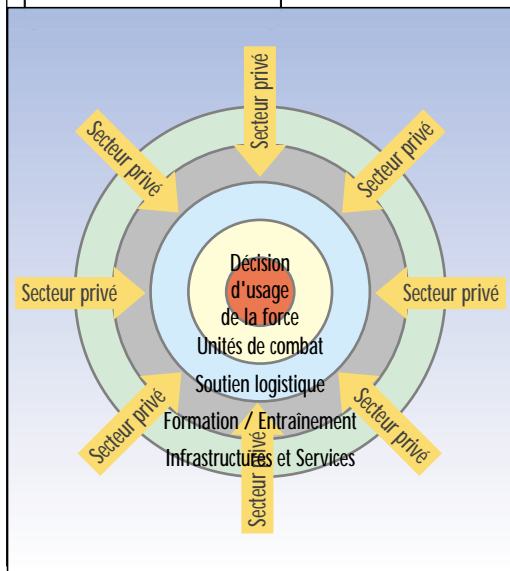 Secteur privé
Secteur privé
Secteur privé
Secteur privé
Secteur privé
Décision
d'usage
de la force
Unités de combat
Soutien logistique
Formation / Entraînement
Infrastructures et Services
Secteur privé
Secteur privé
Secteur privé